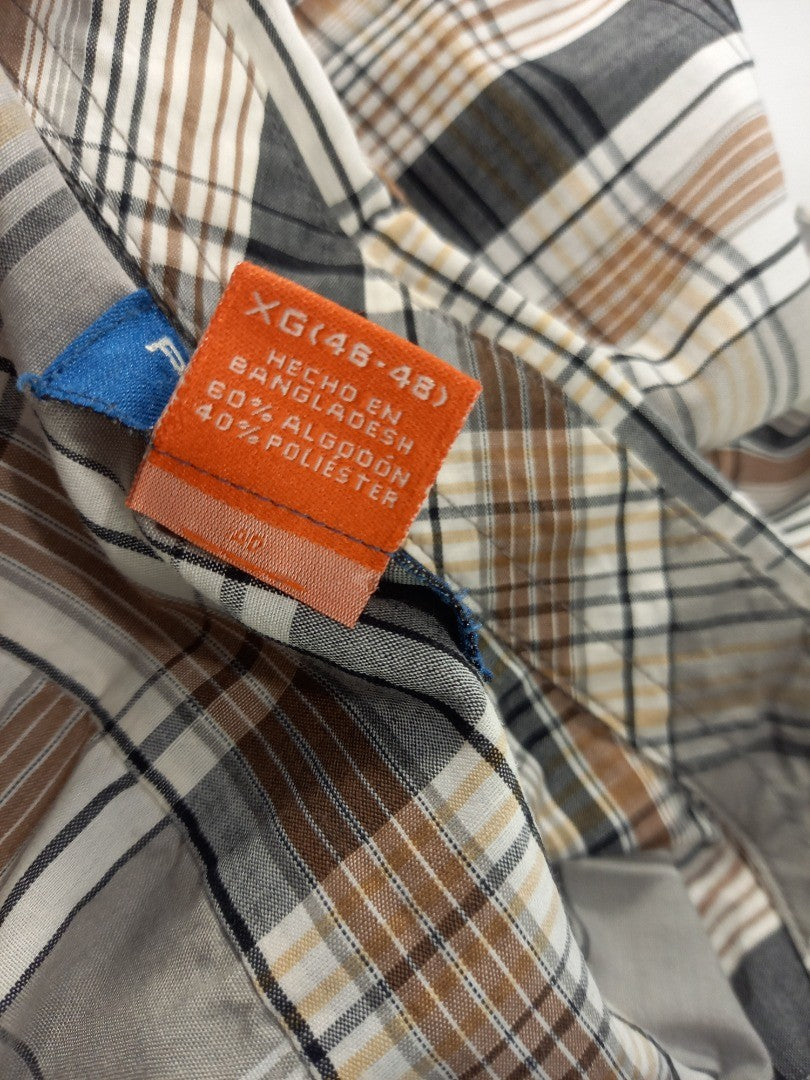 XG(46-48)
HECHO EN
BANGLADESH
60% ALGODÓN
40% POLIÉSTER